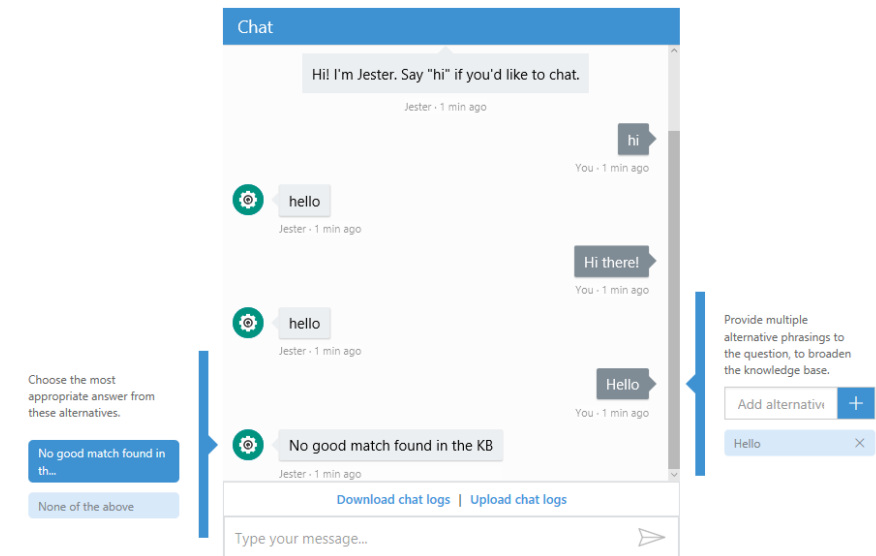 Chat
Hi! I'm Jester. Say "hi" if you'd like to chat.
Jester · 1 min ago
hi
You · 1 min ago
hello
Jester · 1 min ago
Hi there!
You · 1 min ago
hello
Jester · 1 min ago
Hello
You · 1 min ago
No good match found in the KB
Jester · 1 min ago
Download chat logs | Upload chat logs
Type your message...
Choose the most
appropriate answer from
these alternatives.
No good match found in
th...
None of the above
Provide multiple
alternative phrasings to
the question, to broaden
the knowledge base.
Add alternativ
Hello